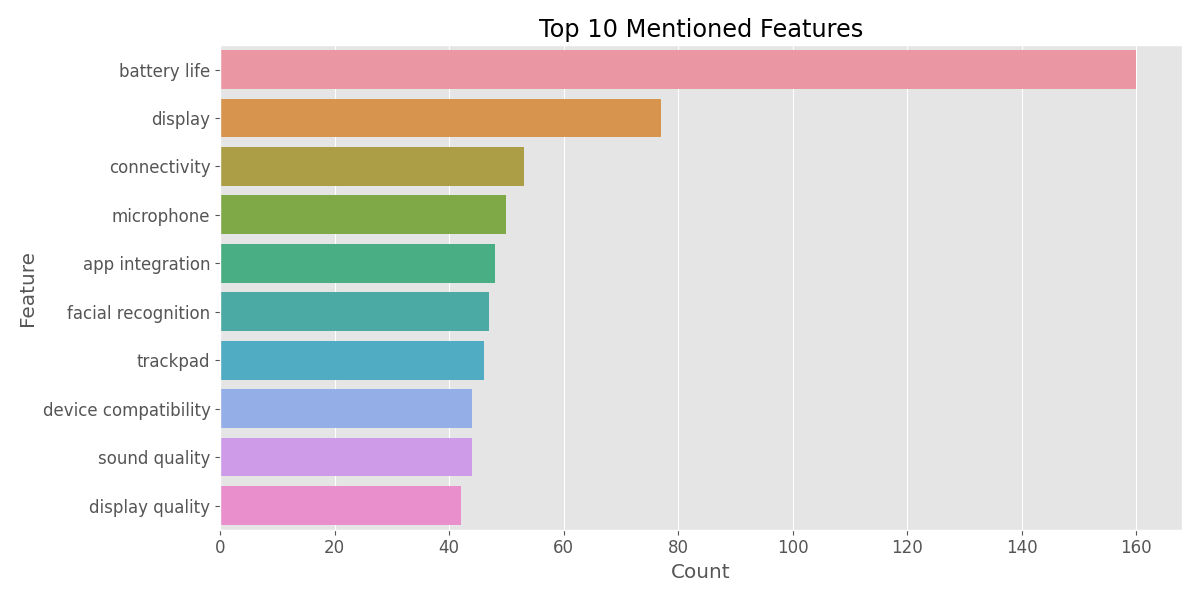 Top 10 Mentioned Features
Feature
battery life
display
connectivity
microphone
app integration
facial recognition
trackpad
device compatibility
sound quality
display quality
0 20 40 60 80 100 120 140 160
Count